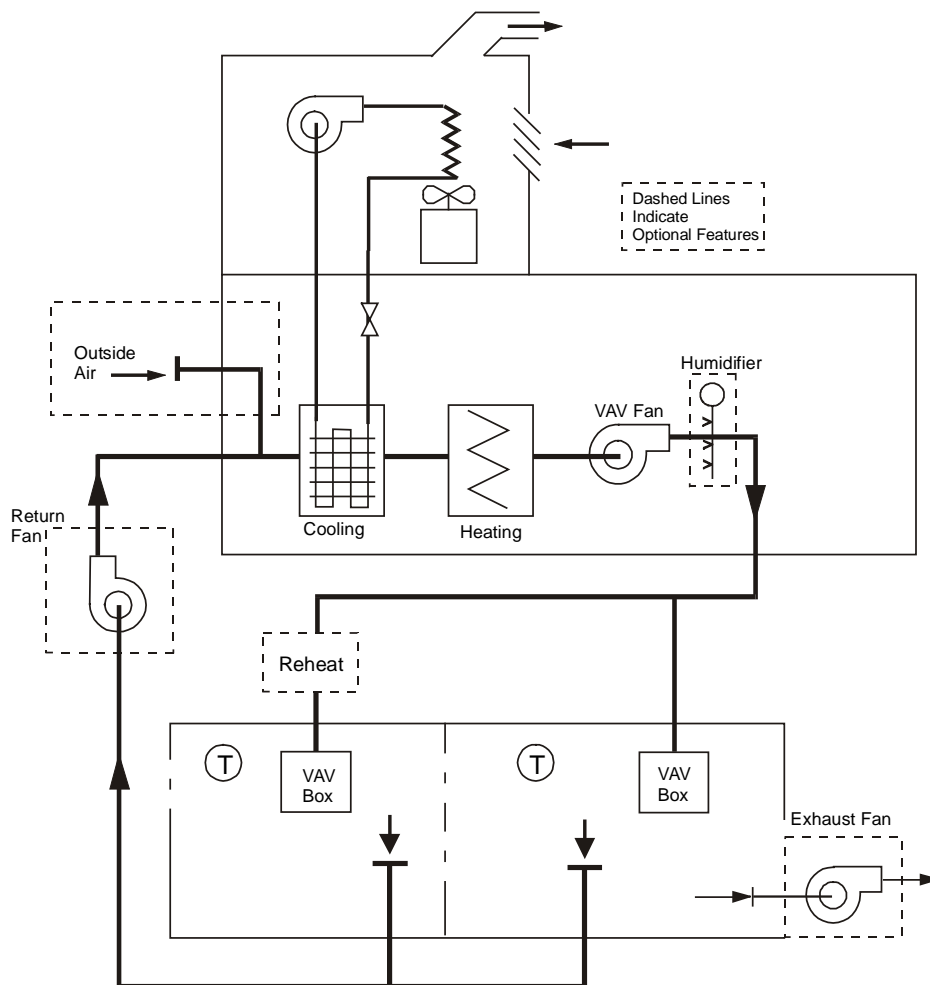 Dashed Lines
Indicate
Optional Features
Outside
Air
Humidifier
VAV Fan
Cooling
Heating
Return
Fan
Reheat
T
VAV
Box
T
VAV
Box
Exhaust Fan